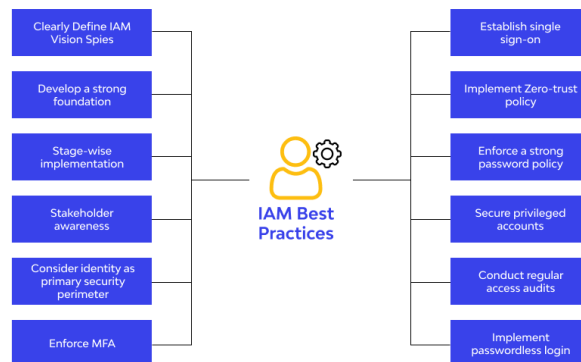 Clearly Define IAM
Vision Spies
Develop a strong
foundation
Stage-wise
implementation
Stakeholder
awareness
Consider identity as
primary security
perimeter
Enforce MFA
IAM Best
Practices
Establish single
sign-on
Implement Zero-trust
policy
Enforce a strong
password policy
Secure privileged
accounts
Conduct regular
access audits
Implement
passwordless login